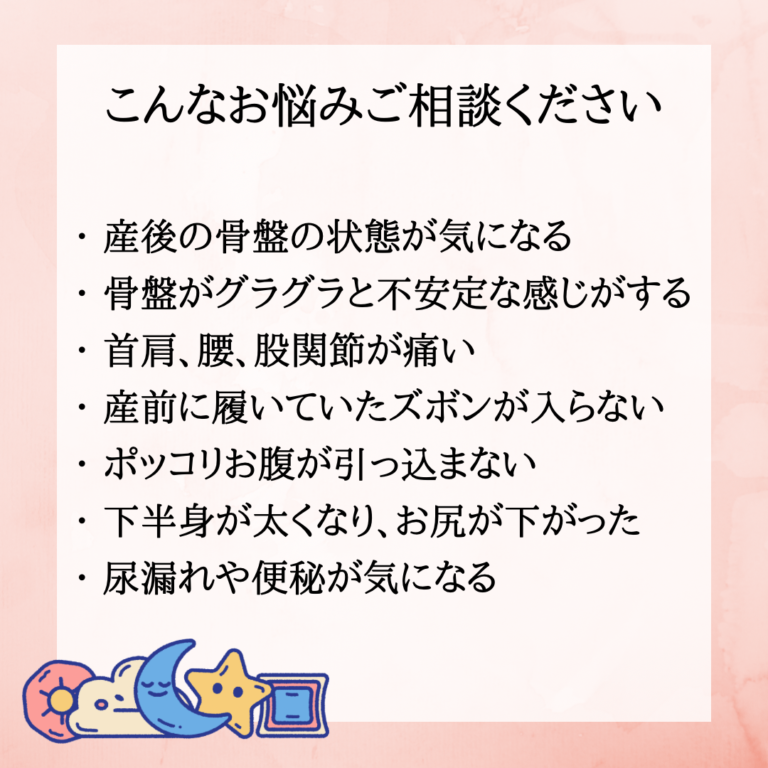 こんなお悩みご相談ください
・ 産後の骨盤の状態が気になる
・ 骨盤がグラグラと不安定な感じがする
・ 首肩、腰、股関節が痛い
・ 産前に履いていたズボンが入らない
・ ポッコリお腹が引っ込まない
・ 下半身が太くなり、お尻が下がった
・ 尿漏れや便秘が気になる